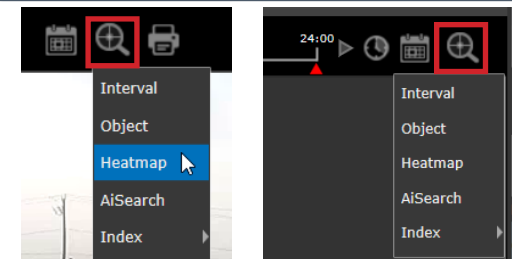 Interval
Object
Heatmap
AiSearch
Index
24:00
Interval
Object
Heatmap
AiSearch
Index